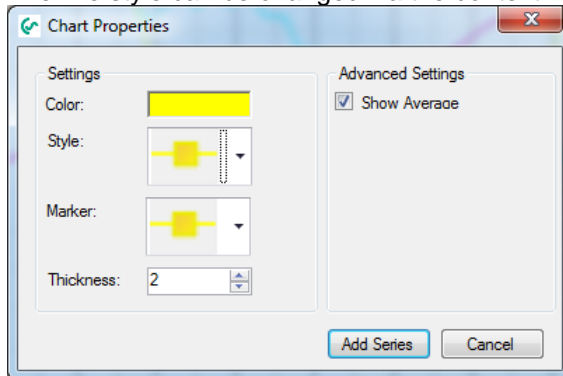 Chart Properties
Settings
Color:
Style:
Marker:
Thickness: 2
Advanced Settings
Show Average
Add Series
Cancel